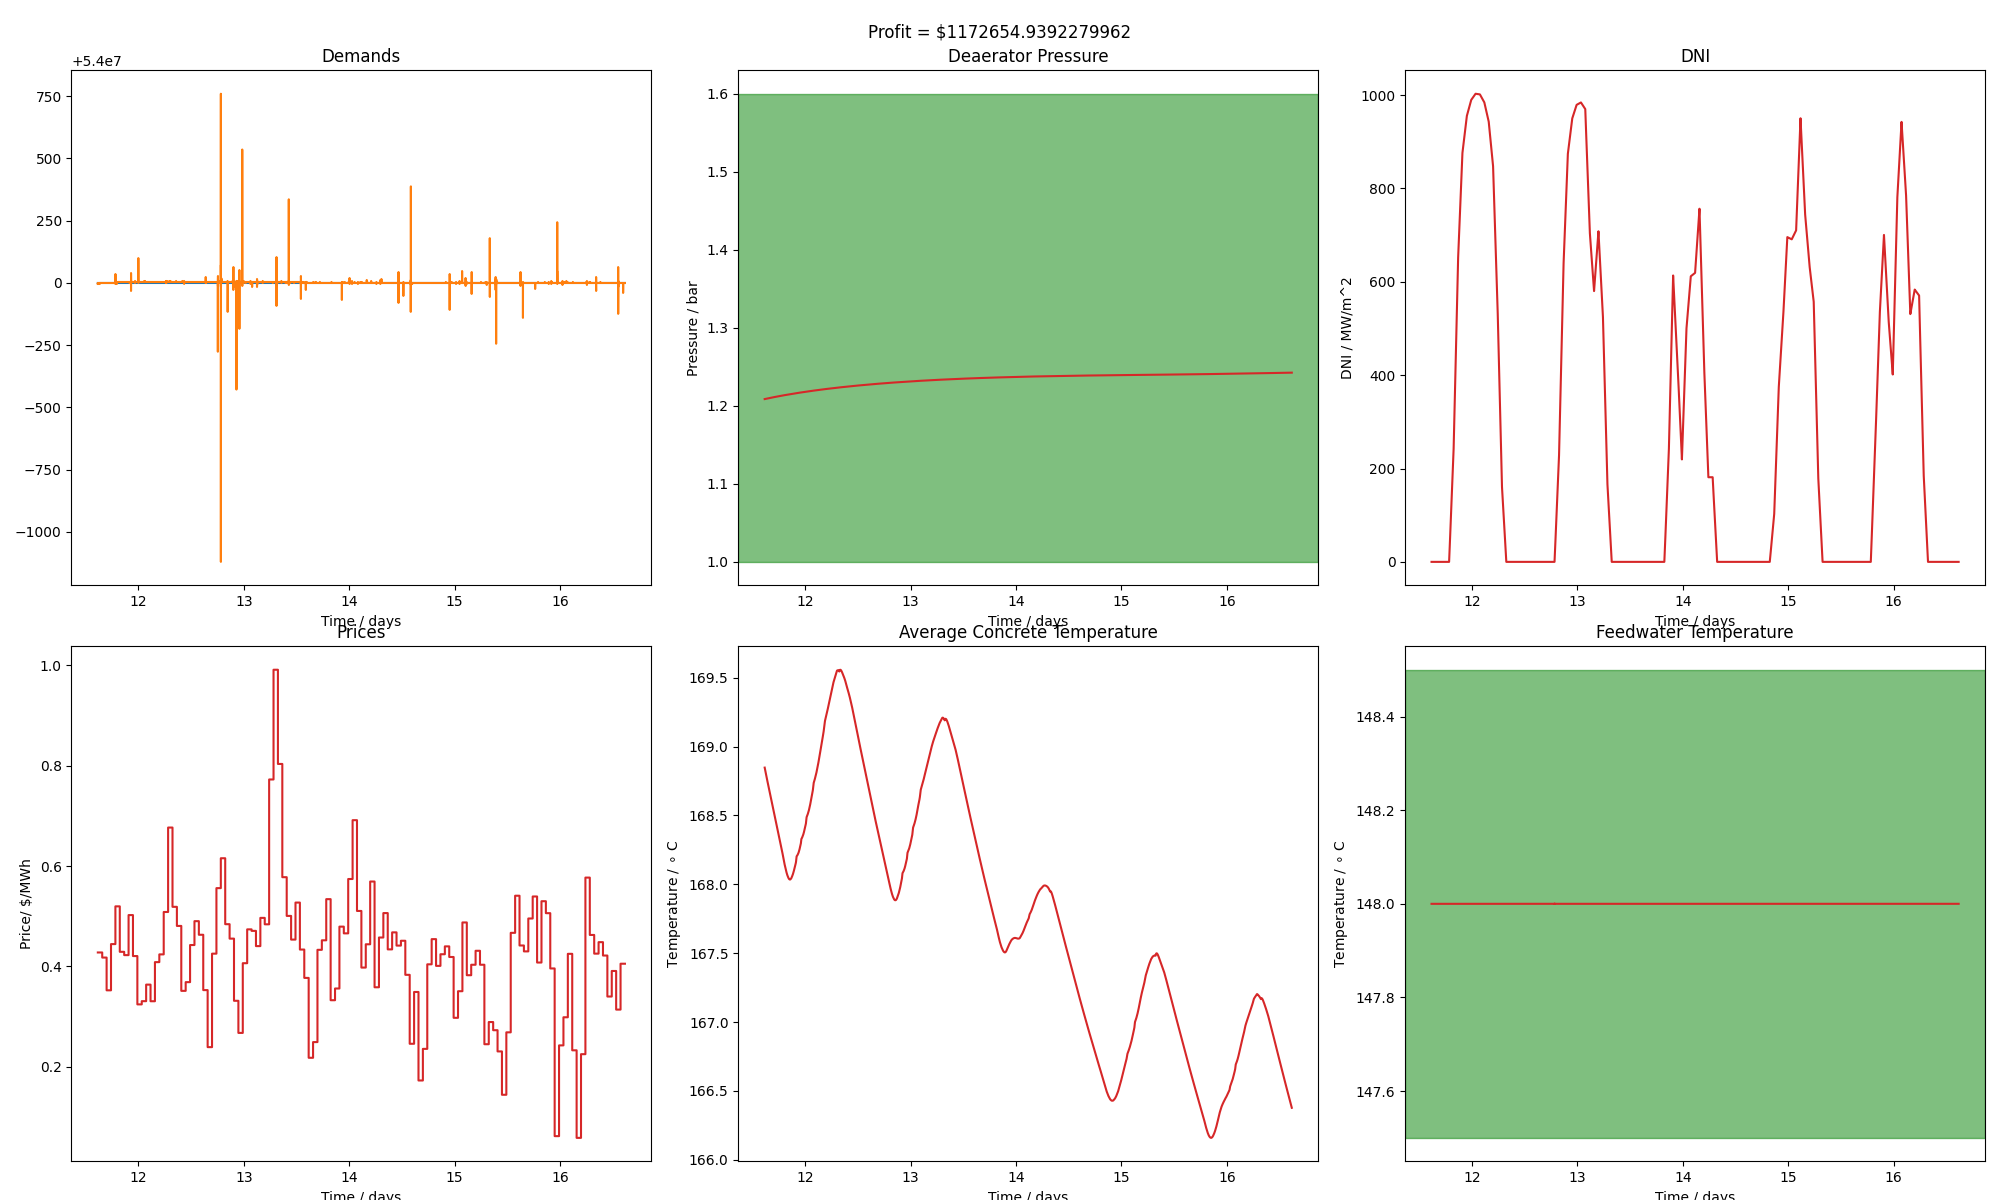 Profit = $1172654.9392279962
Demands
+5.4e7
750
500
250
0
−250
−500
−750
−1000
12 13 14 15 16
Time / days
Deaerator Pressure
Pressure / bar
1.6
1.5
1.4
1.3
1.2
1.1
1.0
12 13 14 15 16
Time / days
DNI
DNI / MW/m^2
1000
800
600
400
200
0
12 13 14 15 16
Time / days
Prices
Price/ $/MWh
1.0
0.8
0.6
0.4
0.2
12 13 14 15 16
Time / days
Average Concrete Temperature
Temperature / ∘ C
169.5
169.0
168.5
168.0
167.5
167.0
166.5
166.0
12 13 14 15 16
Time / days
Feedwater Temperature
Temperature / ∘ C
148.4
148.2
148.0
147.8
147.6
12 13 14 15 16
Time / days